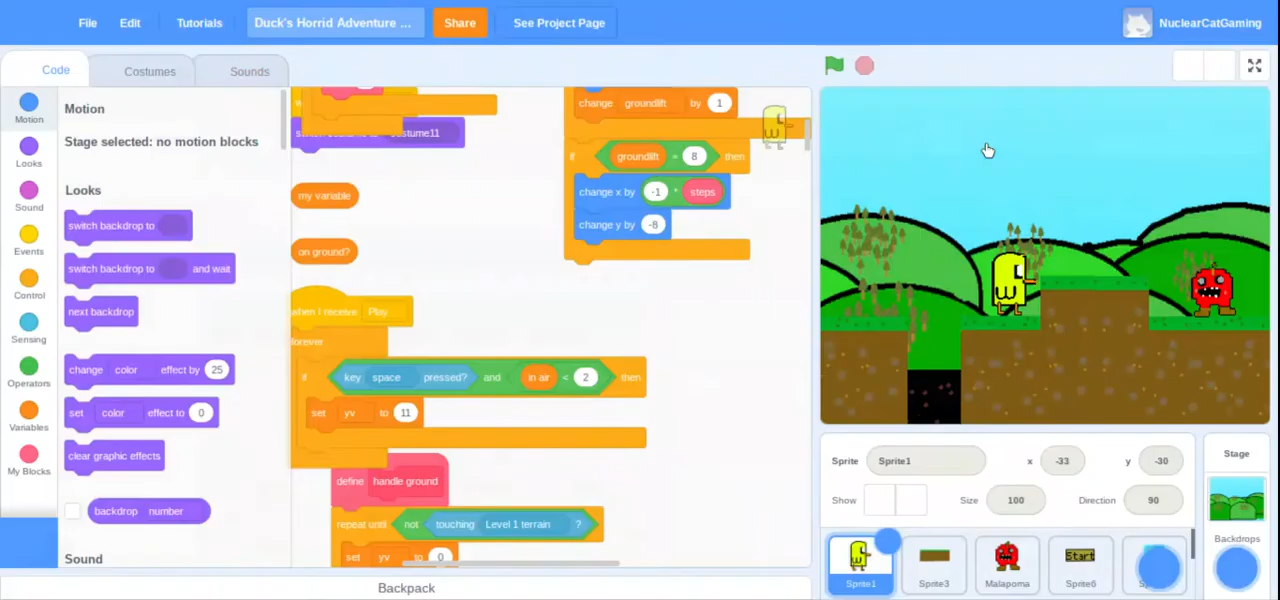 File Edit Tutorials Duck's Horrid Adventure ... Share See Project Page NuclearCatGaming
Code Costumes Sounds
Motion
Looks
Sound
Events
Control
Sensing
Operators
Variables
My Blocks
Motion
Stage selected: no motion blocks
Looks
switch backdrop to
switch backdrop to and wait
next backdrop
change color effect by 25
set color effect to 0
clear graphic effects
backdrop number
Sound
my variable
on ground?
when I receive Play
forever
if key space pressed? and in air < 2 then
set yv to 11
define handle ground
repeat until not touching Level 1 terrain ?
set yv to 0
change groundlift by 1
if groundlift = 8 then
change x by -1 * steps
change y by -8
Backpack
Sprite Sprite1 x -33 y -30
Show Size 100 Direction 90
Sprite1 Sprite3 Malapoma Sprite6
Start
Stage
Backdrops